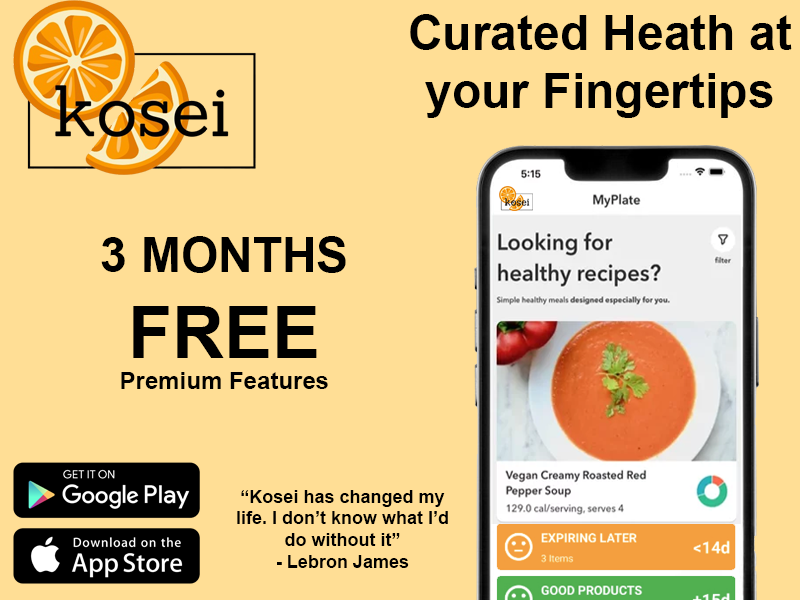 kosei
Curated Heath at
your Fingertips
3 MONTHS
FREE
Premium Features
GET IT ON
Google Play
Download on the
App Store
“Kosei has changed my
life. I don’t know what I’d
do without it”
- Lebron James
5:15
kosei
MyPlate
Looking for
healthy recipes?
filter
Simple healthy meals designed especially for you.
Vegan Creamy Roasted Red
Pepper Soup
129.0 cal/serving, serves 4
EXPIRING LATER
3 Items
<14d
GOOD PRODUCTS
+15d